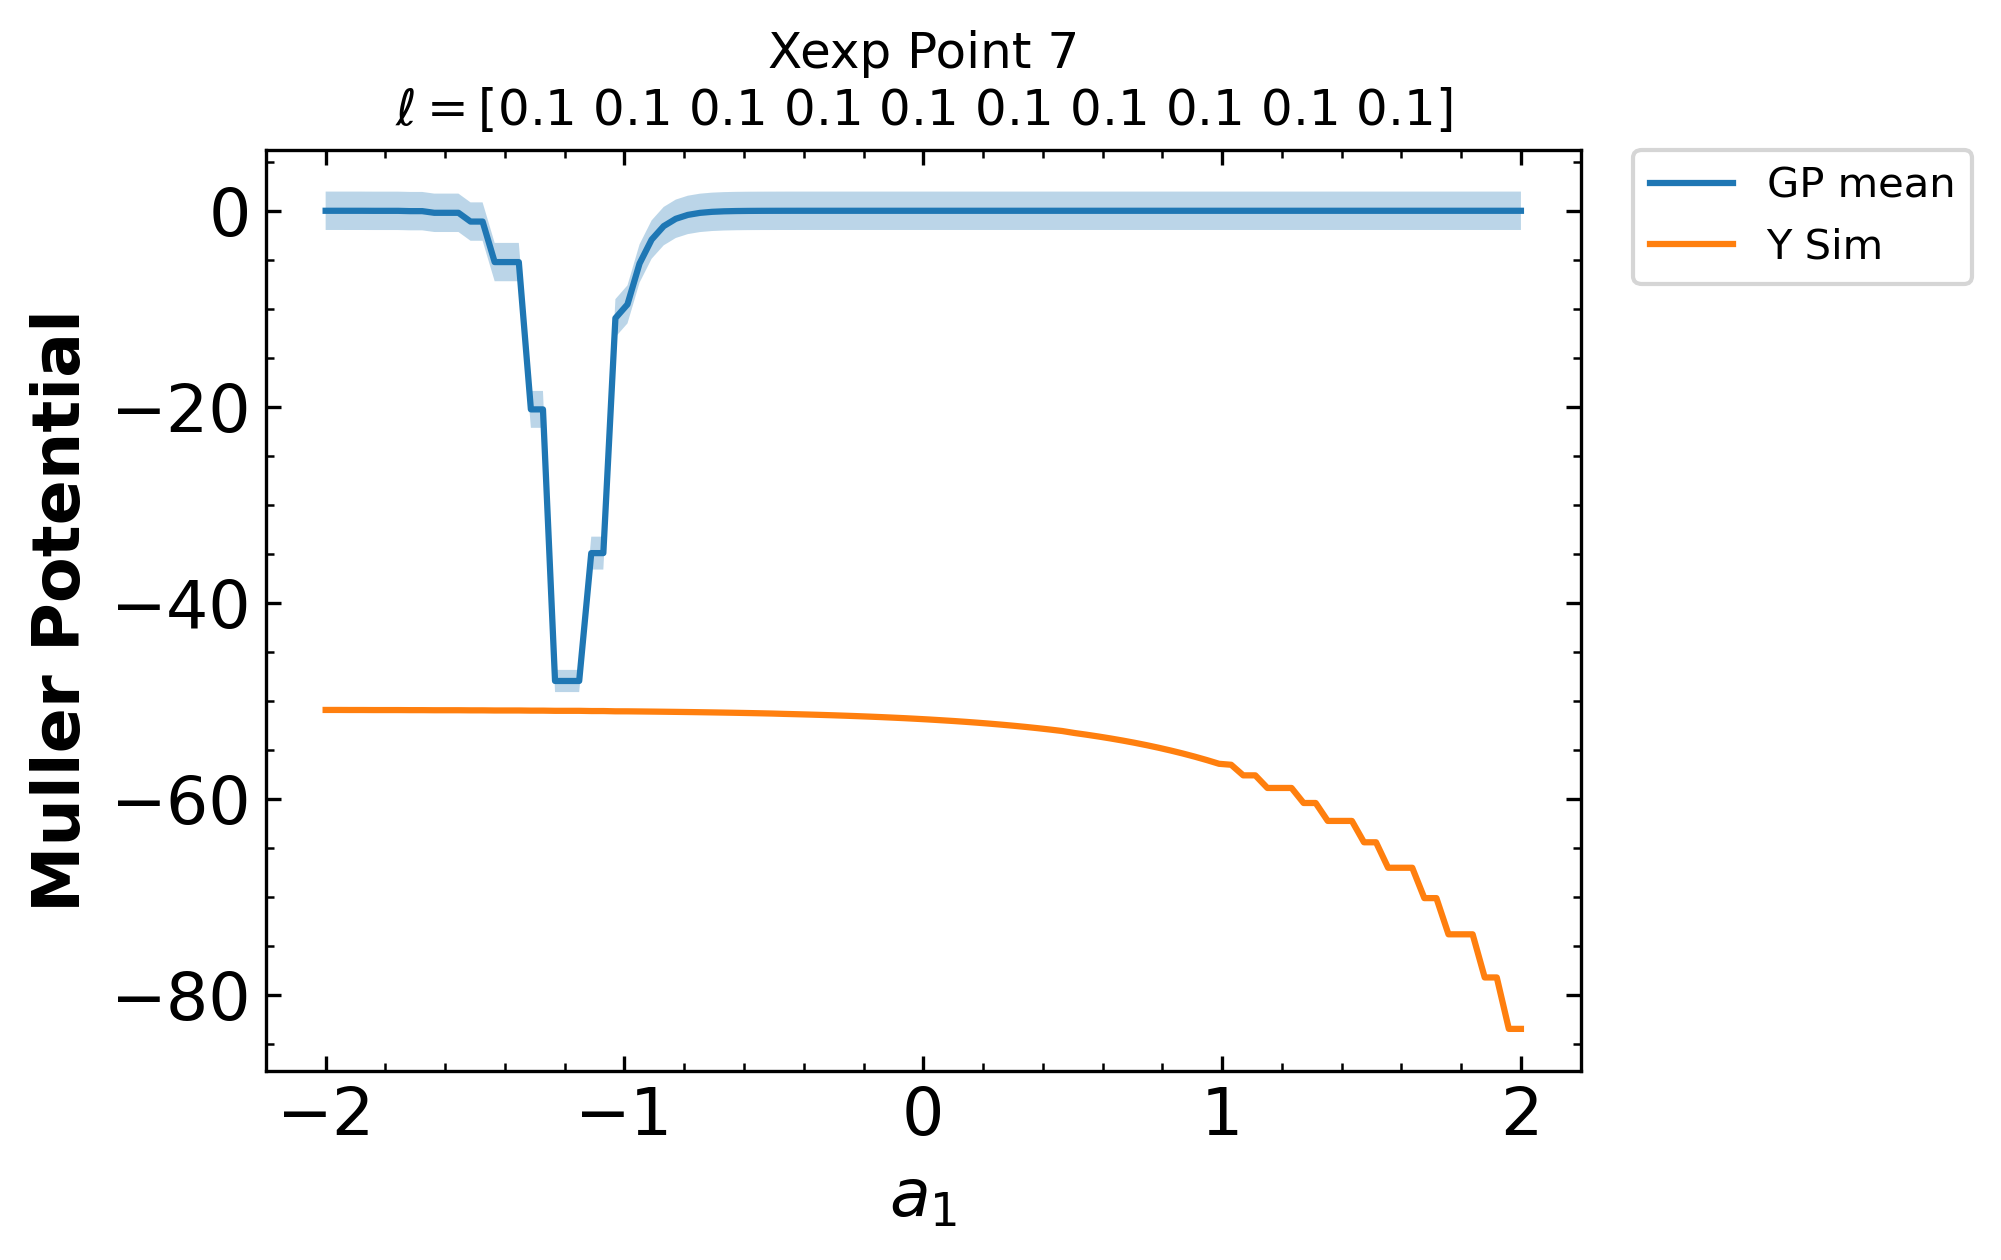 Xexp Point 7
ℓ = [0.1 0.1 0.1 0.1 0.1 0.1 0.1 0.1 0.1 0.1]
GP mean
Y Sim
Muller Potential
0
−20
−40
−60
−80
−2
−1
0
1
2
a₁